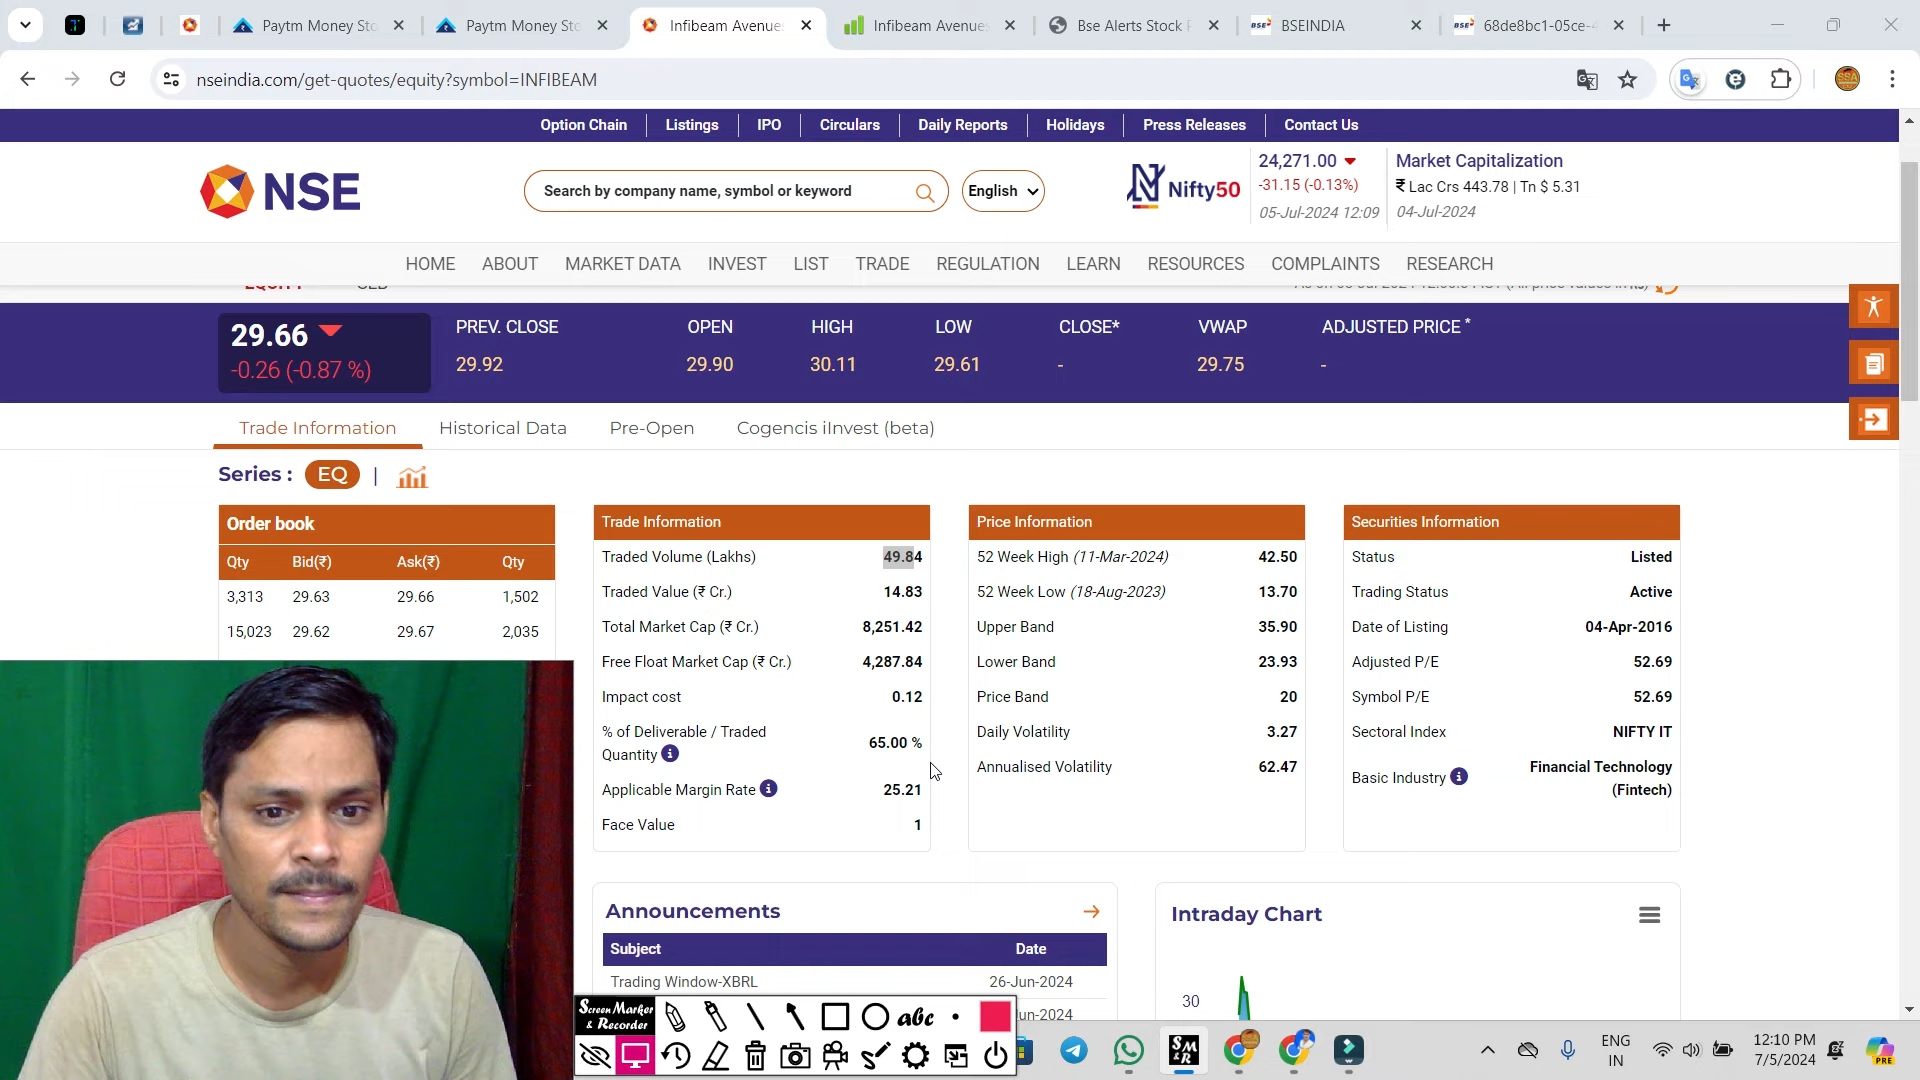 Paytm Money Sto
Paytm Money Sto
Infibeam Avenues
Infibeam Avenues
Bse Alerts Stock P
BSEINDIA
68de8bc1-05ce-4
nseindia.com/get-quotes/equity?symbol=INFIBEAM
Option Chain
Listings
IPO
Circulars
Daily Reports
Holidays
Press Releases
Contact Us
NSE
Search by company name, symbol or keyword
English
Nifty50
24,271.00
-31.15 (-0.13%)
05-Jul-2024 12:09
Market Capitalization
₹ Lac Crs 443.78 | Tn $ 5.31
04-Jul-2024
HOME
ABOUT
MARKET DATA
INVEST
LIST
TRADE
REGULATION
LEARN
RESOURCES
COMPLAINTS
RESEARCH
29.66
-0.26 (-0.87 %)
PREV. CLOSE
OPEN
HIGH
LOW
CLOSE*
VWAP
ADJUSTED PRICE *
29.92
29.90
30.11
29.61
-
29.75
-
Trade Information
Historical Data
Pre-Open
Cogencis iInvest (beta)
Series : EQ |
Order book
Qty Bid(₹) Ask(₹) Qty
3,313 29.63 29.66 1,502
15,023 29.62 29.67 2,035
Trade Information
Traded Volume (Lakhs) 49.84
Traded Value (₹ Cr.) 14.83
Total Market Cap (₹ Cr.) 8,251.42
Free Float Market Cap (₹ Cr.) 4,287.84
Impact cost 0.12
% of Deliverable / Traded
Quantity 65.00 %
Applicable Margin Rate 25.21
Face Value 1
Price Information
52 Week High (11-Mar-2024) 42.50
52 Week Low (18-Aug-2023) 13.70
Upper Band 35.90
Lower Band 23.93
Price Band 20
Daily Volatility 3.27
Annualised Volatility 62.47
Securities Information
Status Listed
Trading Status Active
Date of Listing 04-Apr-2016
Adjusted P/E 52.69
Symbol P/E 52.69
Sectoral Index NIFTY IT
Basic Industry Financial Technology
(Fintech)
Announcements
Subject Date
Trading Window-XBRL 26-Jun-2024
un-2024
Intraday Chart
30
Screen Marker
& Recorder
abc
SM
&R
ENG
IN
12:10 PM
7/5/2024
PRE
SSA